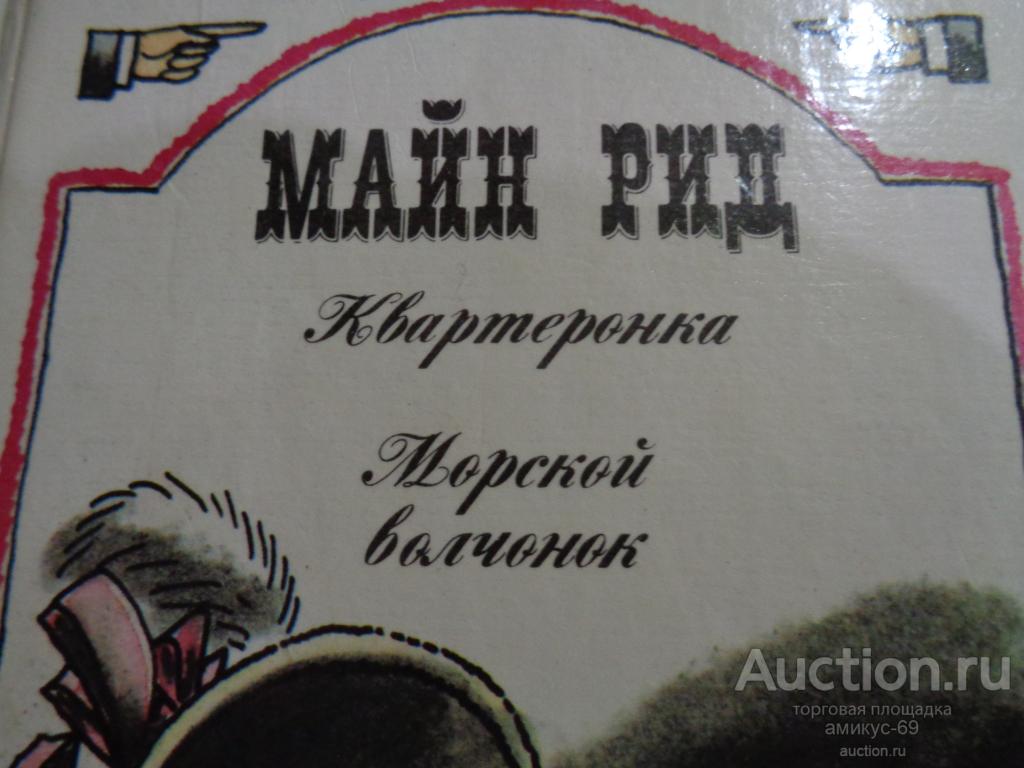 МАЙН РИД
Квартеронка
Морской
волчонок
Auction.ru
торговая площадка
амикус-69
auction.ru